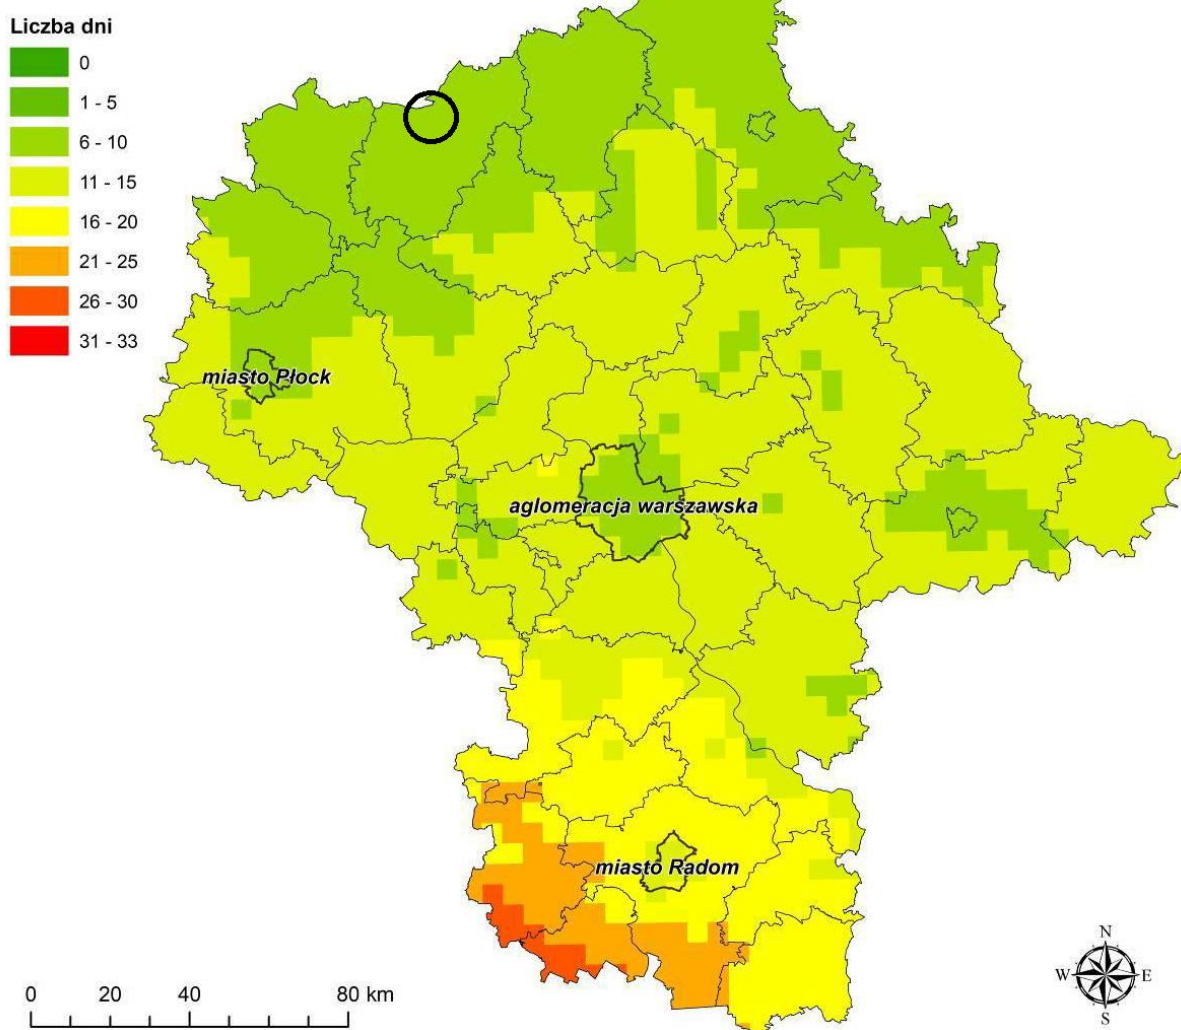 Liczba dni
0
1 - 5
6 - 10
11 - 15
16 - 20
21 - 25
26 - 30
31 - 33
miasto Płock
aglomeracja warszawska
miasto Radom
N
W E
S
0 20 40 80 km